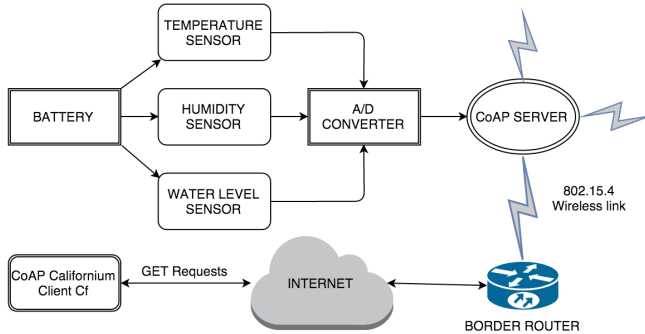 TEMPERATURE
SENSOR
BATTERY
HUMIDITY
SENSOR
A/D
CONVERTER
CoAP SERVER
WATER LEVEL
SENSOR
802.15.4
Wireless link
CoAP Californium
Client Cf
GET Requests
INTERNET
BORDER ROUTER